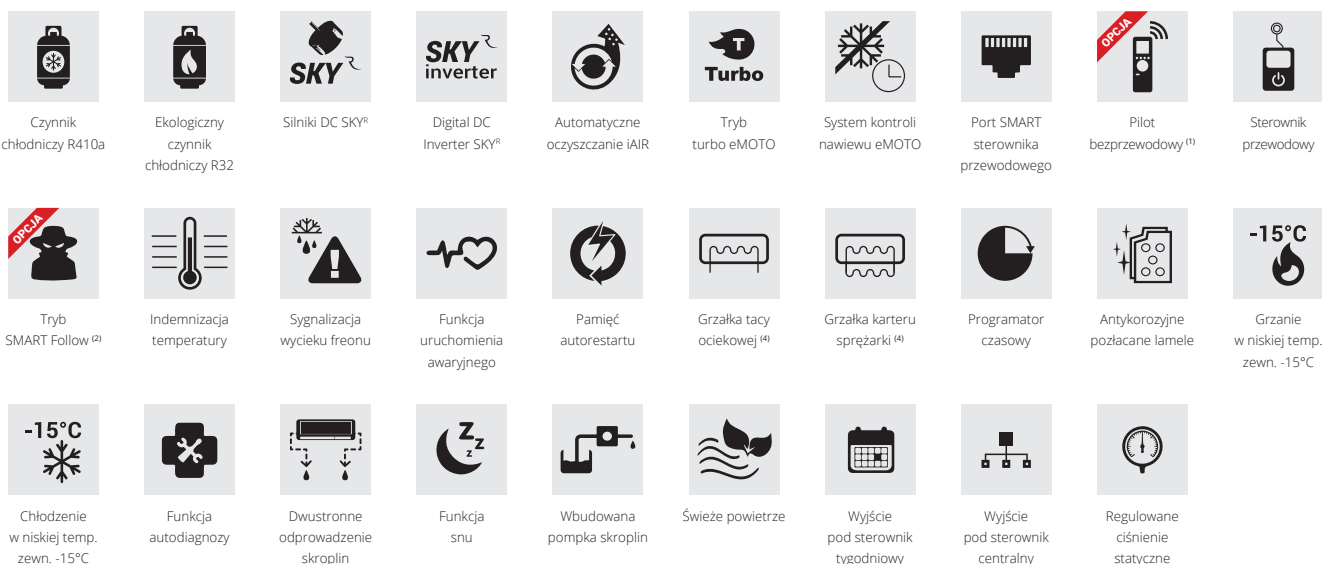 SKY R
SKY R
inverter
T
Turbo
OPCJA
Czynnik
chłodniczy R410a
Ekologiczny
czynnik
chłodniczy R32
Silniki DC SKYᴿ
Digital DC
Inverter SKYᴿ
Automatyczne
oczyszczanie iAIR
Tryb
turbo eMOTO
System kontroli
nawiewu eMOTO
Port SMART
sterownika
przewodowego
Pilot
bezprzewodowy (1)
Sterownik
przewodowy
OPCJA
-15°C
Tryb
SMART Follow (2)
Indemnizacja
temperatury
Sygnalizacja
wycieku freonu
Funkcja
uruchomienia
awaryjnego
Pamięć
autorestartu
Grzałka tacy
ociekowej (4)
Grzałka karteru
sprężarki (4)
Programator
czasowy
Antykorozyjne
pozłacane lamele
Grzanie
w niskiej temp.
zewn. -15°C
-15°C
Z Z Z
Chłodzenie
w niskiej temp.
zewn. -15°C
Funkcja
autodiagnozy
Dwustronne
odprowadzenie
skroplin
Funkcja
snu
Wbudowana
pompka skroplin
Świeże powietrze
Wyjście
pod sterownik
tygodniowy
Wyjście
pod sterownik
centralny
Regulowane
ciśnienie
statyczne